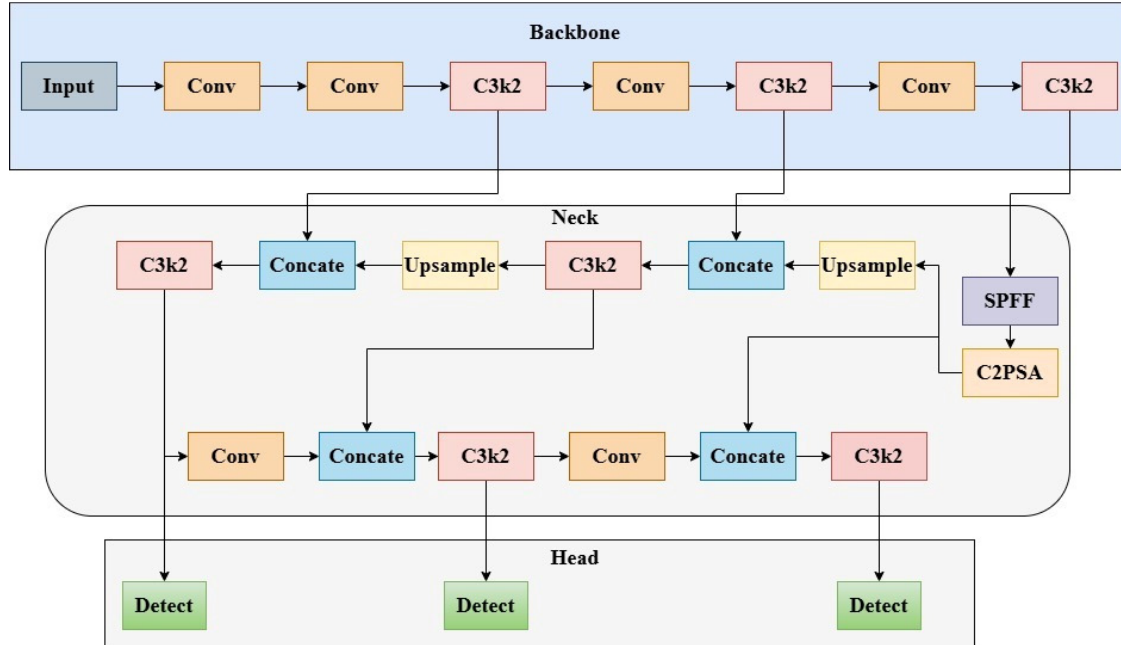 Backbone
Input
Conv
Conv
C3k2
Conv
C3k2
Conv
C3k2
Neck
C3k2
Concate
Upsample
C3k2
Concate
Upsample
SPFF
C2PSA
Conv
Concate
C3k2
Conv
Concate
C3k2
Head
Detect
Detect
Detect